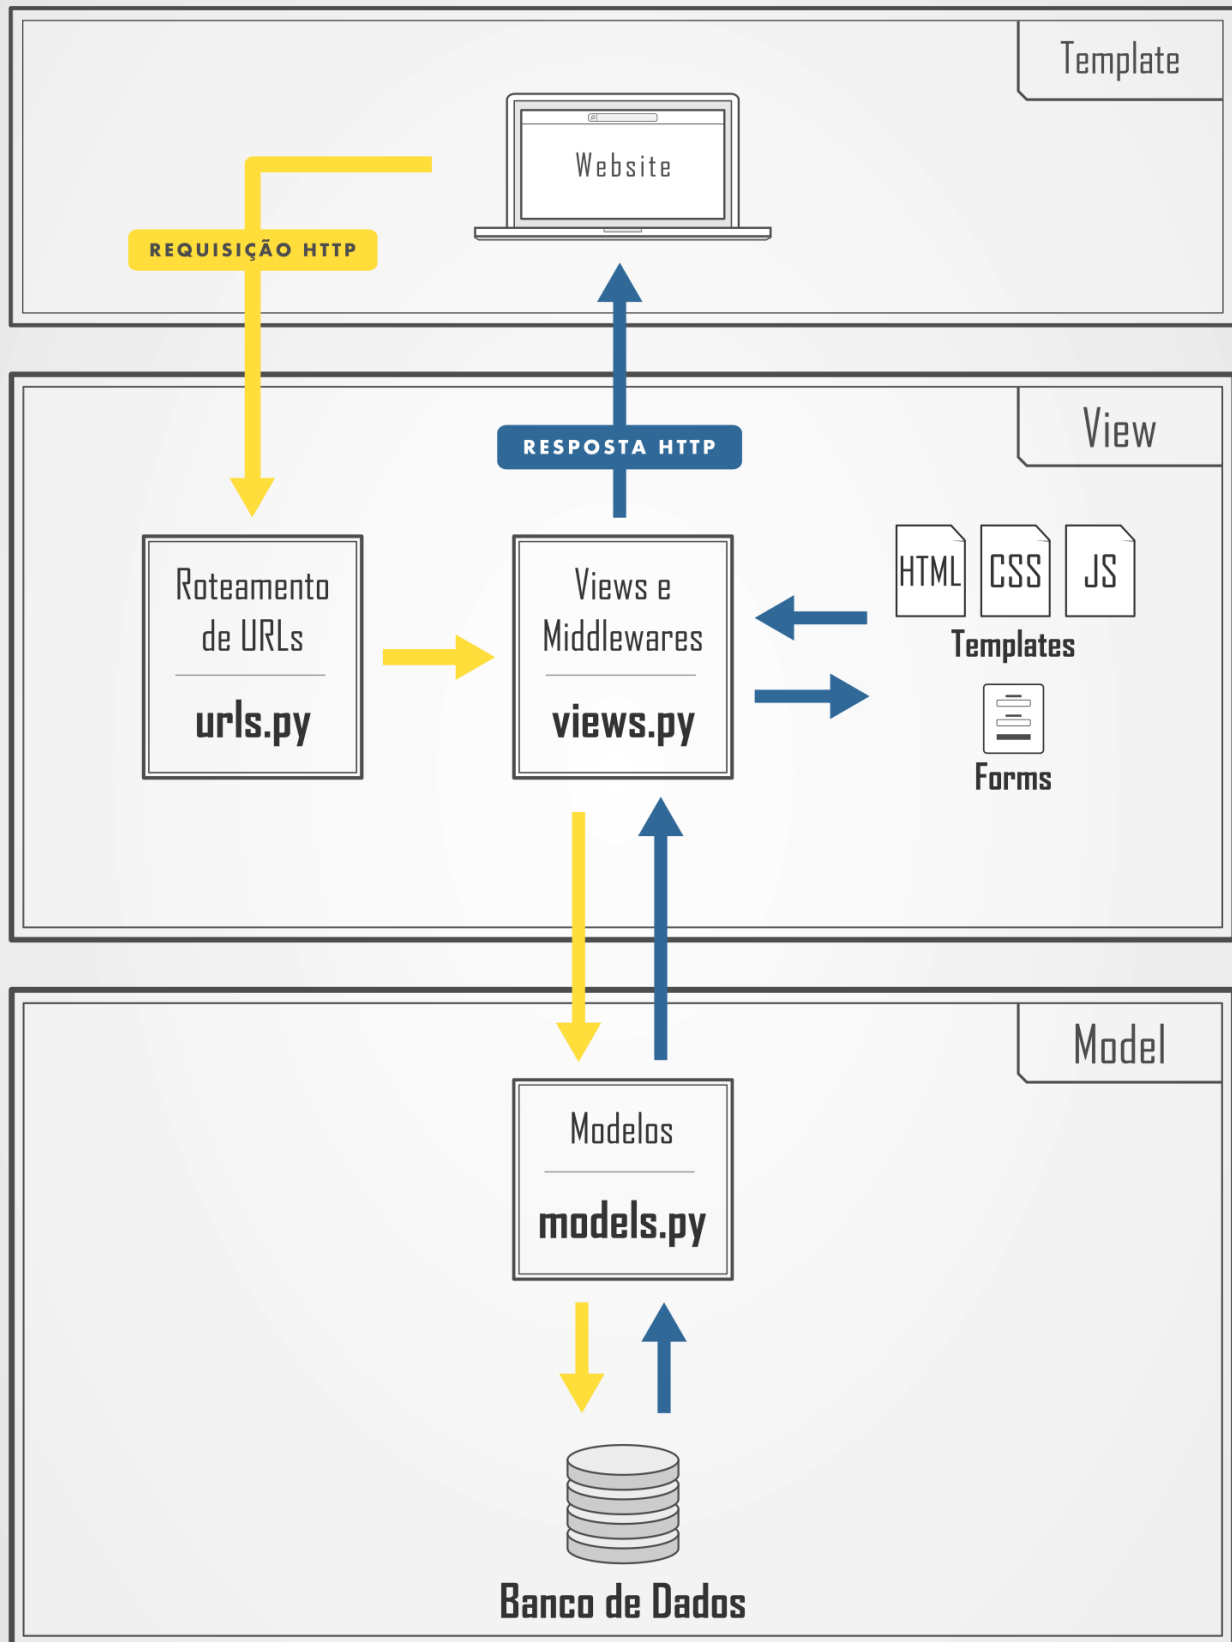 Template
Website
REQUISIÇÃO HTTP
View
RESPOSTA HTTP
Roteamento
de URLs
urls.py
Views e
Middlewares
views.py
HTML
CSS
JS
Templates
Forms
Model
Modelos
models.py
Banco de Dados